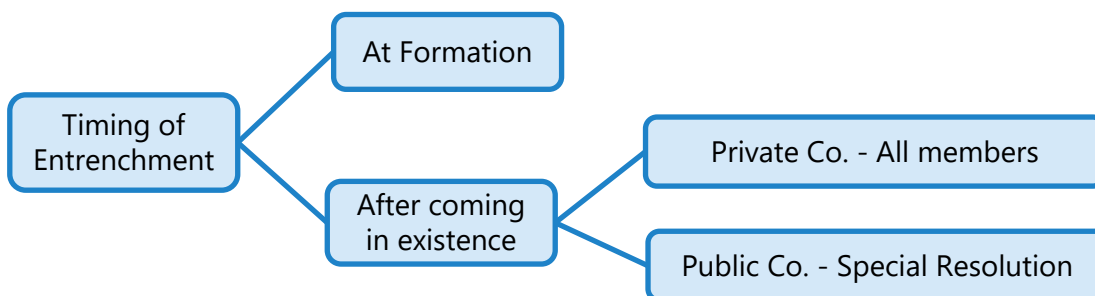 Timing of
Entrenchment
At Formation
After coming
in existence
Private Co. - All members
Public Co. - Special Resolution